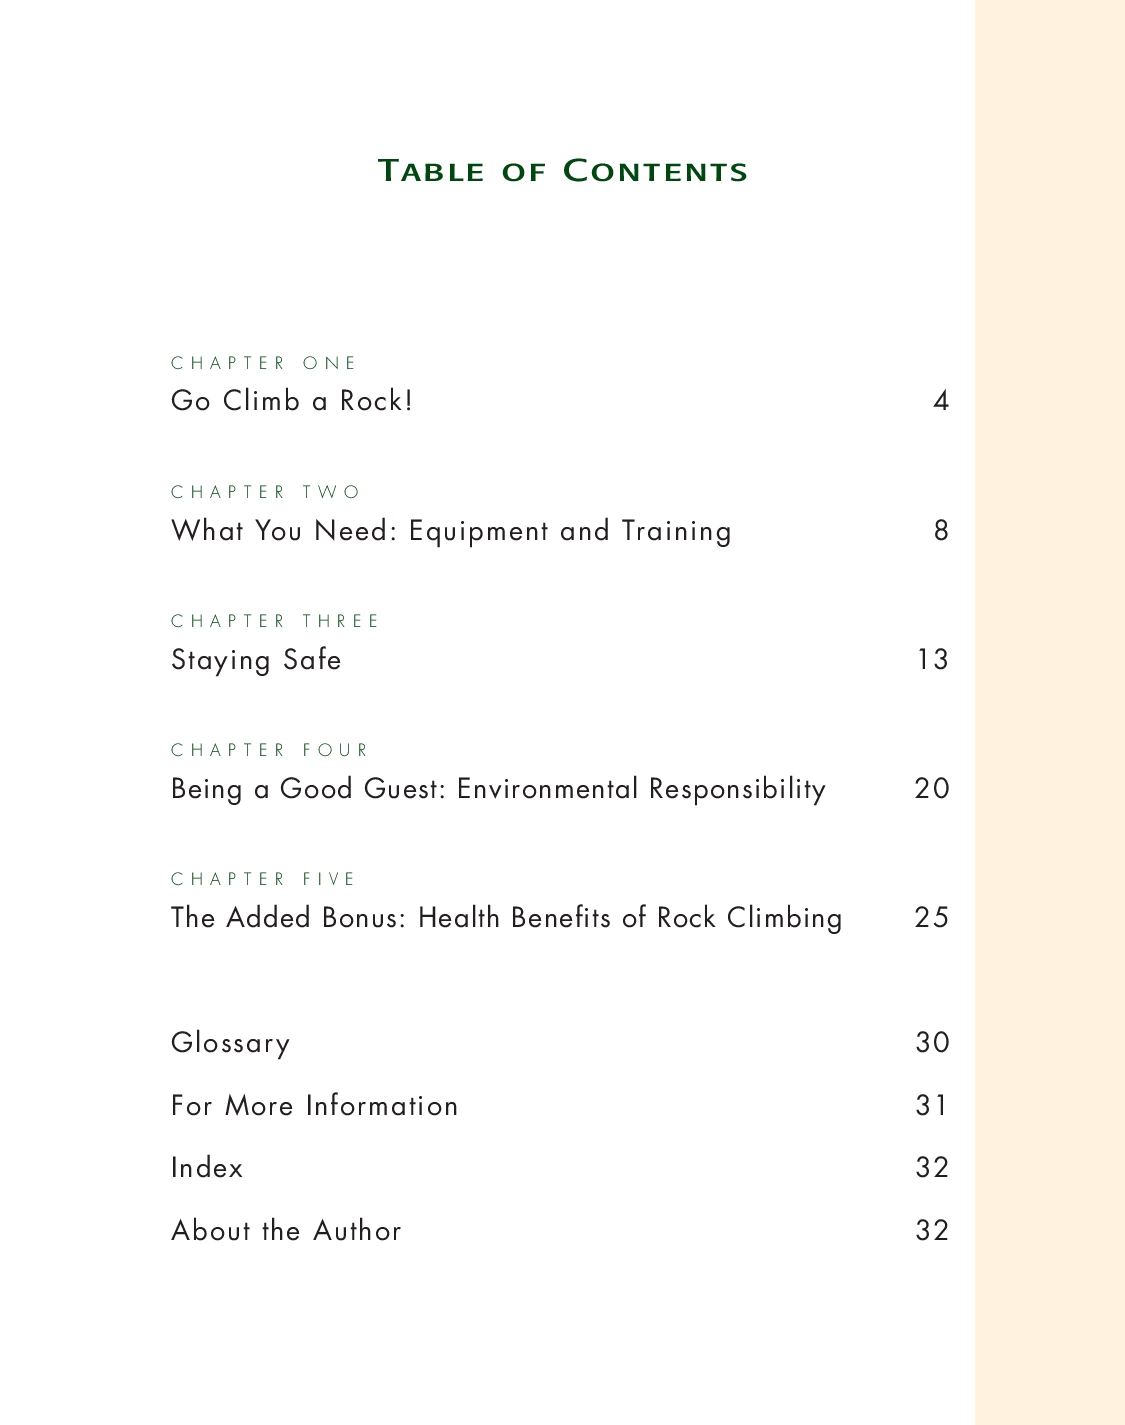 TABLE OF CONTENTS
CHAPTER ONE
Go Climb a Rock! 4
CHAPTER TWO
What You Need: Equipment and Training 8
CHAPTER THREE
Staying Safe 13
CHAPTER FOUR
Being a Good Guest: Environmental Responsibility 20
CHAPTER FIVE
The Added Bonus: Health Benefits of Rock Climbing 25
Glossary 30
For More Information 31
Index 32
About the Author 32